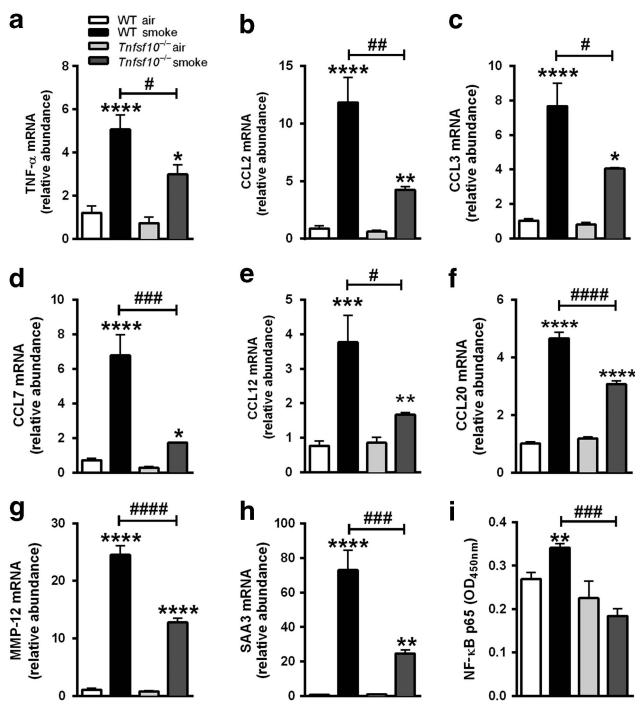 WT air
WT smoke
Tnfsf10−/− air
Tnfsf10−/− smoke
a
TNF-α mRNA
(relative abundance)
6
4
2
0
****
#
*
b
CCL2 mRNA
(relative abundance)
15
10
5
0
****
##
**
c
CCL3 mRNA
(relative abundance)
10
8
6
4
2
0
****
#
*
d
CCL7 mRNA
(relative abundance)
10
8
6
4
2
0
****
###
*
e
CCL12 mRNA
(relative abundance)
5
4
3
2
1
0
***
#
**
f
CCL20 mRNA
(relative abundance)
6
4
2
0
****
####
****
g
MMP-12 mRNA
(relative abundance)
30
20
10
0
****
####
****
h
SAA3 mRNA
(relative abundance)
100
80
60
40
20
0
****
###
**
i
NF-κB p65 (OD450nm)
0.4
0.3
0.2
0.1
0.0
**
###